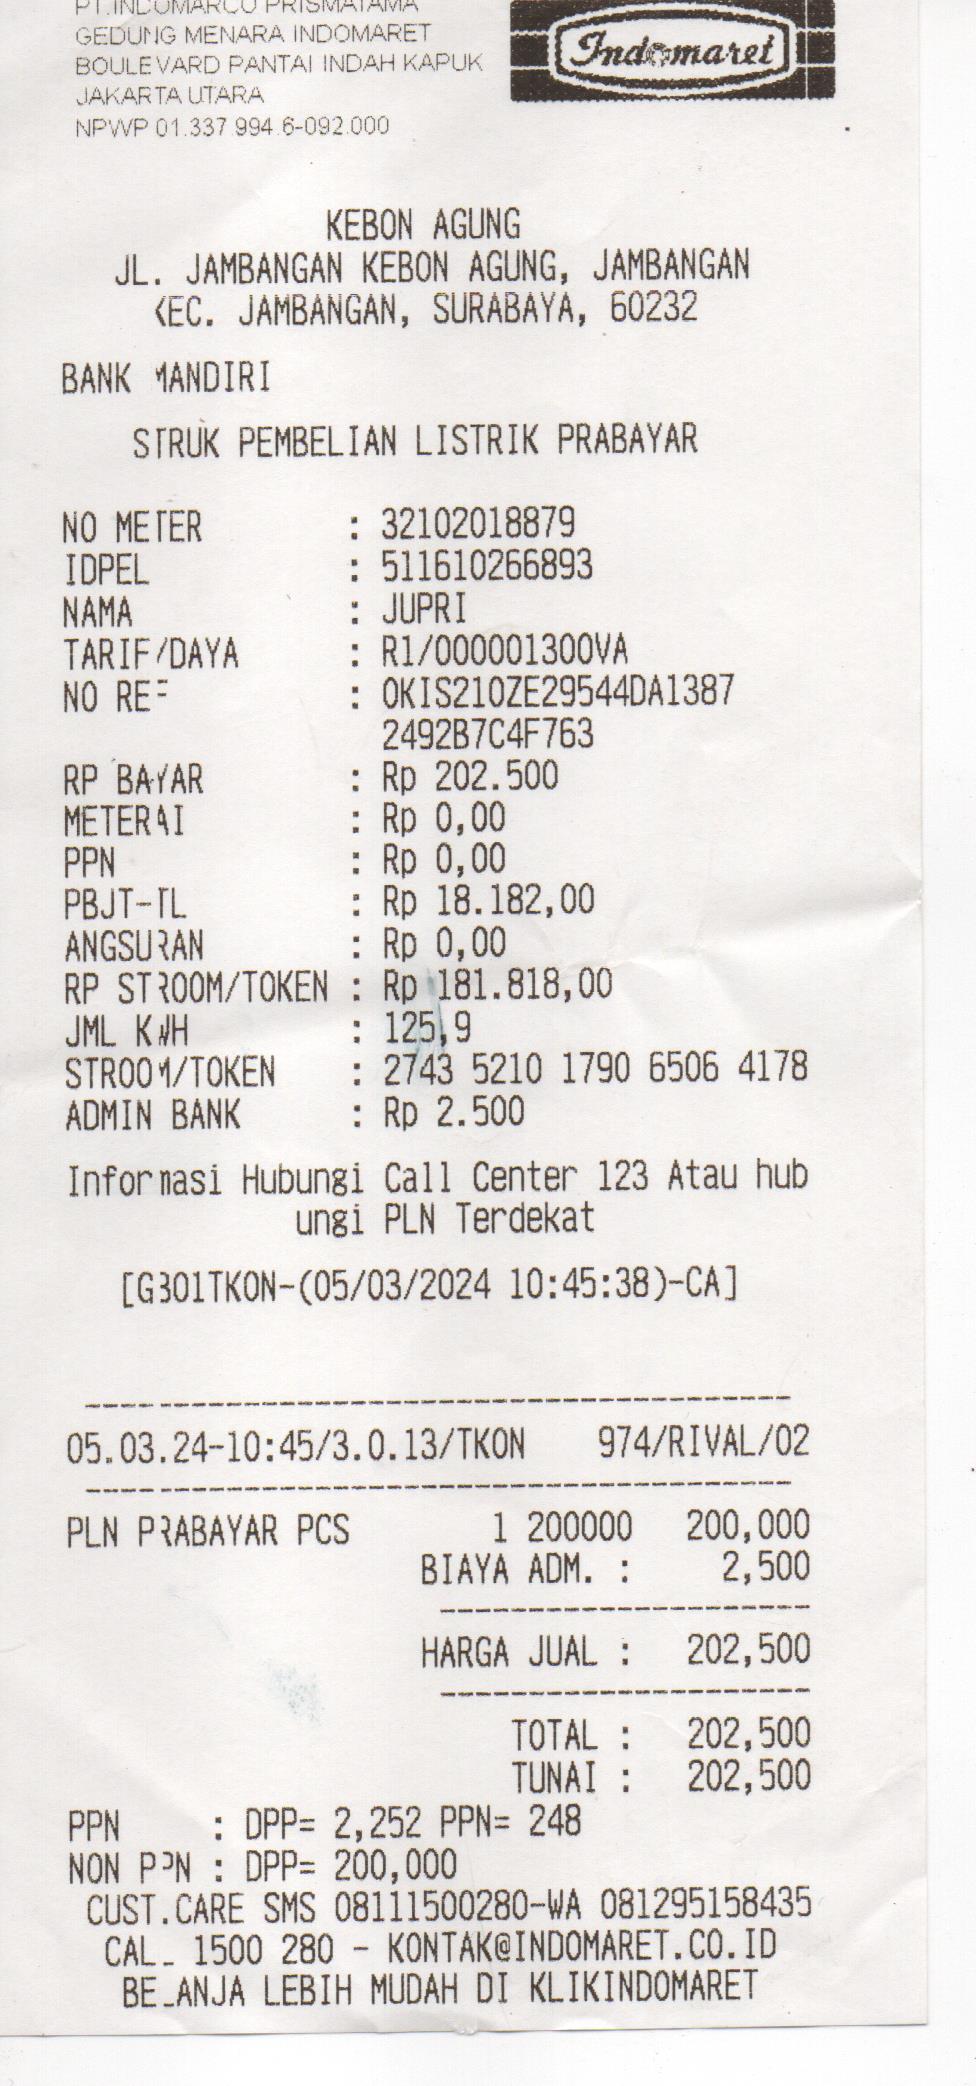 PT.INDOMARCO PRISMATAMA
GEDUNG MENARA INDOMARET
BOULEVARD PANTAI INDAH KAPUK
JAKARTA UTARA
NPWP 01.337.994.6-092.000
Indomaret
KEBON AGUNG
JL. JAMBANGAN KEBON AGUNG, JAMBANGAN
KEC. JAMBANGAN, SURABAYA, 60232
BANK MANDIRI
STRUK PEMBELIAN LISTRIK PRABAYAR
NO METER : 32102018879
IDPEL : 511610266893
NAMA : JUPRI
TARIF/DAYA : R1/000001300VA
NO REF : 0KIS210ZE29544DA1387
2492B7C4F763
RP BAYAR : Rp 202.500
METERAI : Rp 0,00
PPN : Rp 0,00
PBJT-TL : Rp 18.182,00
ANGSURAN : Rp 0,00
RP STROOM/TOKEN : Rp 181.818,00
JML KWH : 125,9
STROOM/TOKEN : 2743 5210 1790 6506 4178
ADMIN BANK : Rp 2.500
Informasi Hubungi Call Center 123 Atau hub
ungi PLN Terdekat
[GB01TKON-(05/03/2024 10:45:38)-CA]
05.03.24-10:45/3.0.13/TKON 974/RIVAL/02
PLN PRABAYAR PCS 1 200000 200,000
BIAYA ADM. : 2,500
HARGA JUAL : 202,500
TOTAL : 202,500
TUNAI : 202,500
PPN : DPP= 2,252 PPN= 248
NON PPN : DPP= 200,000
CUST.CARE SMS 08111500280-WA 081295158435
CALL 1500 280 - KONTAK@INDOMARET.CO.ID
BELANJA LEBIH MUDAH DI KLIKINDOMARET